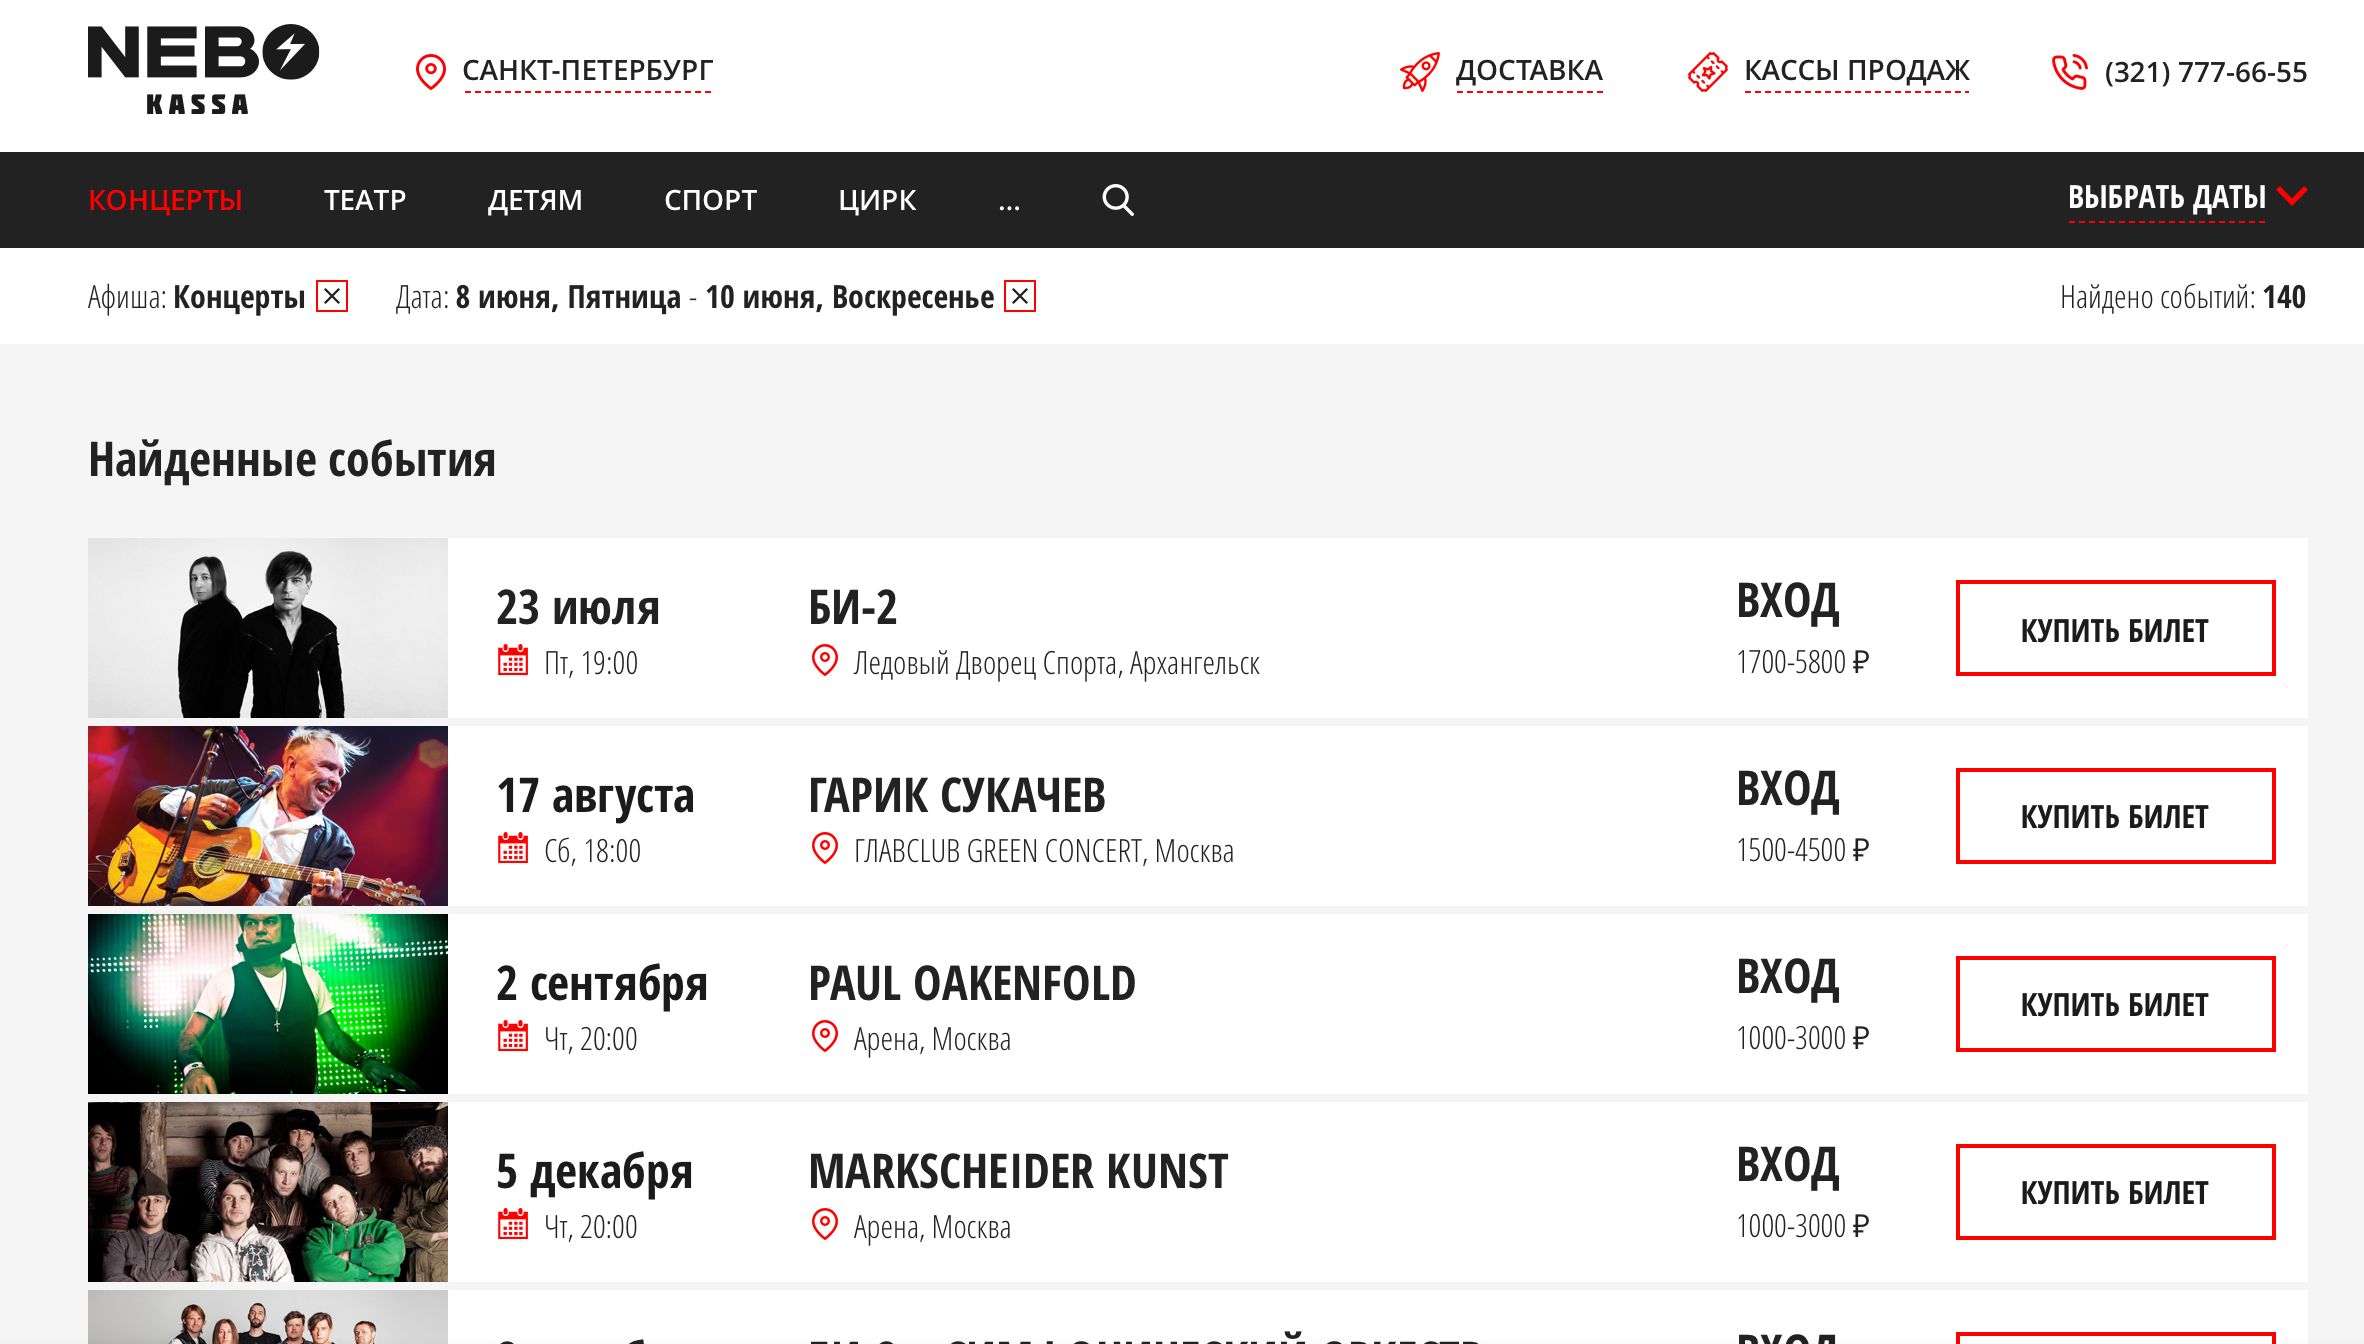 NEBO
KASSA
САНКТ-ПЕТЕРБУРГ
ДОСТАВКА
КАССЫ ПРОДАЖ
(321) 777-66-55
КОНЦЕРТЫ ТЕАТР ДЕТЯМ СПОРТ ЦИРК ...
ВЫБРАТЬ ДАТЫ
Афиша: Концерты
Дата: 8 июня, Пятница - 10 июня, Воскресенье
Найдено событий: 140
Найденные события
23 июля
Пт, 19:00
БИ-2
Ледовый Дворец Спорта, Архангельск
ВХОД
1700-5800 ₽
КУПИТЬ БИЛЕТ
17 августа
Сб, 18:00
ГАРИК СУКАЧЕВ
ГЛАВCLUB GREEN CONCERT, Москва
ВХОД
1500-4500 ₽
КУПИТЬ БИЛЕТ
2 сентября
Чт, 20:00
PAUL OAKENFOLD
Арена, Москва
ВХОД
1000-3000 ₽
КУПИТЬ БИЛЕТ
5 декабря
Чт, 20:00
MARKSCHEIDER KUNST
Арена, Москва
ВХОД
1000-3000 ₽
КУПИТЬ БИЛЕТ
ВХОД